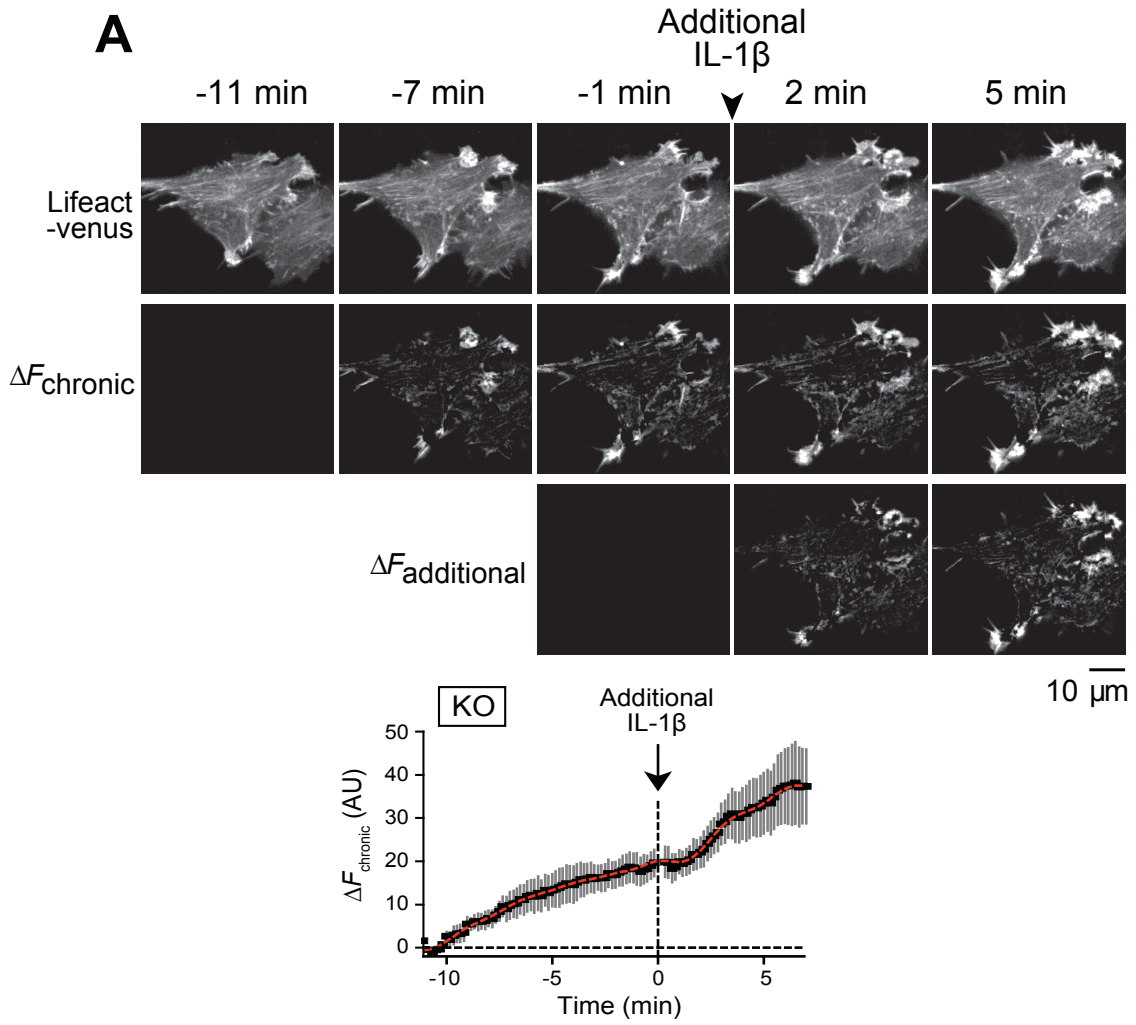 A
Additional
IL-1β
-11 min
-7 min
-1 min
2 min
5 min
Lifeact
-venus
ΔFchronic
ΔFadditional
10 μm
KO
Additional
IL-1β
50
40
30
20
10
0
ΔFchronic (AU)
-10
-5
0
5
Time (min)